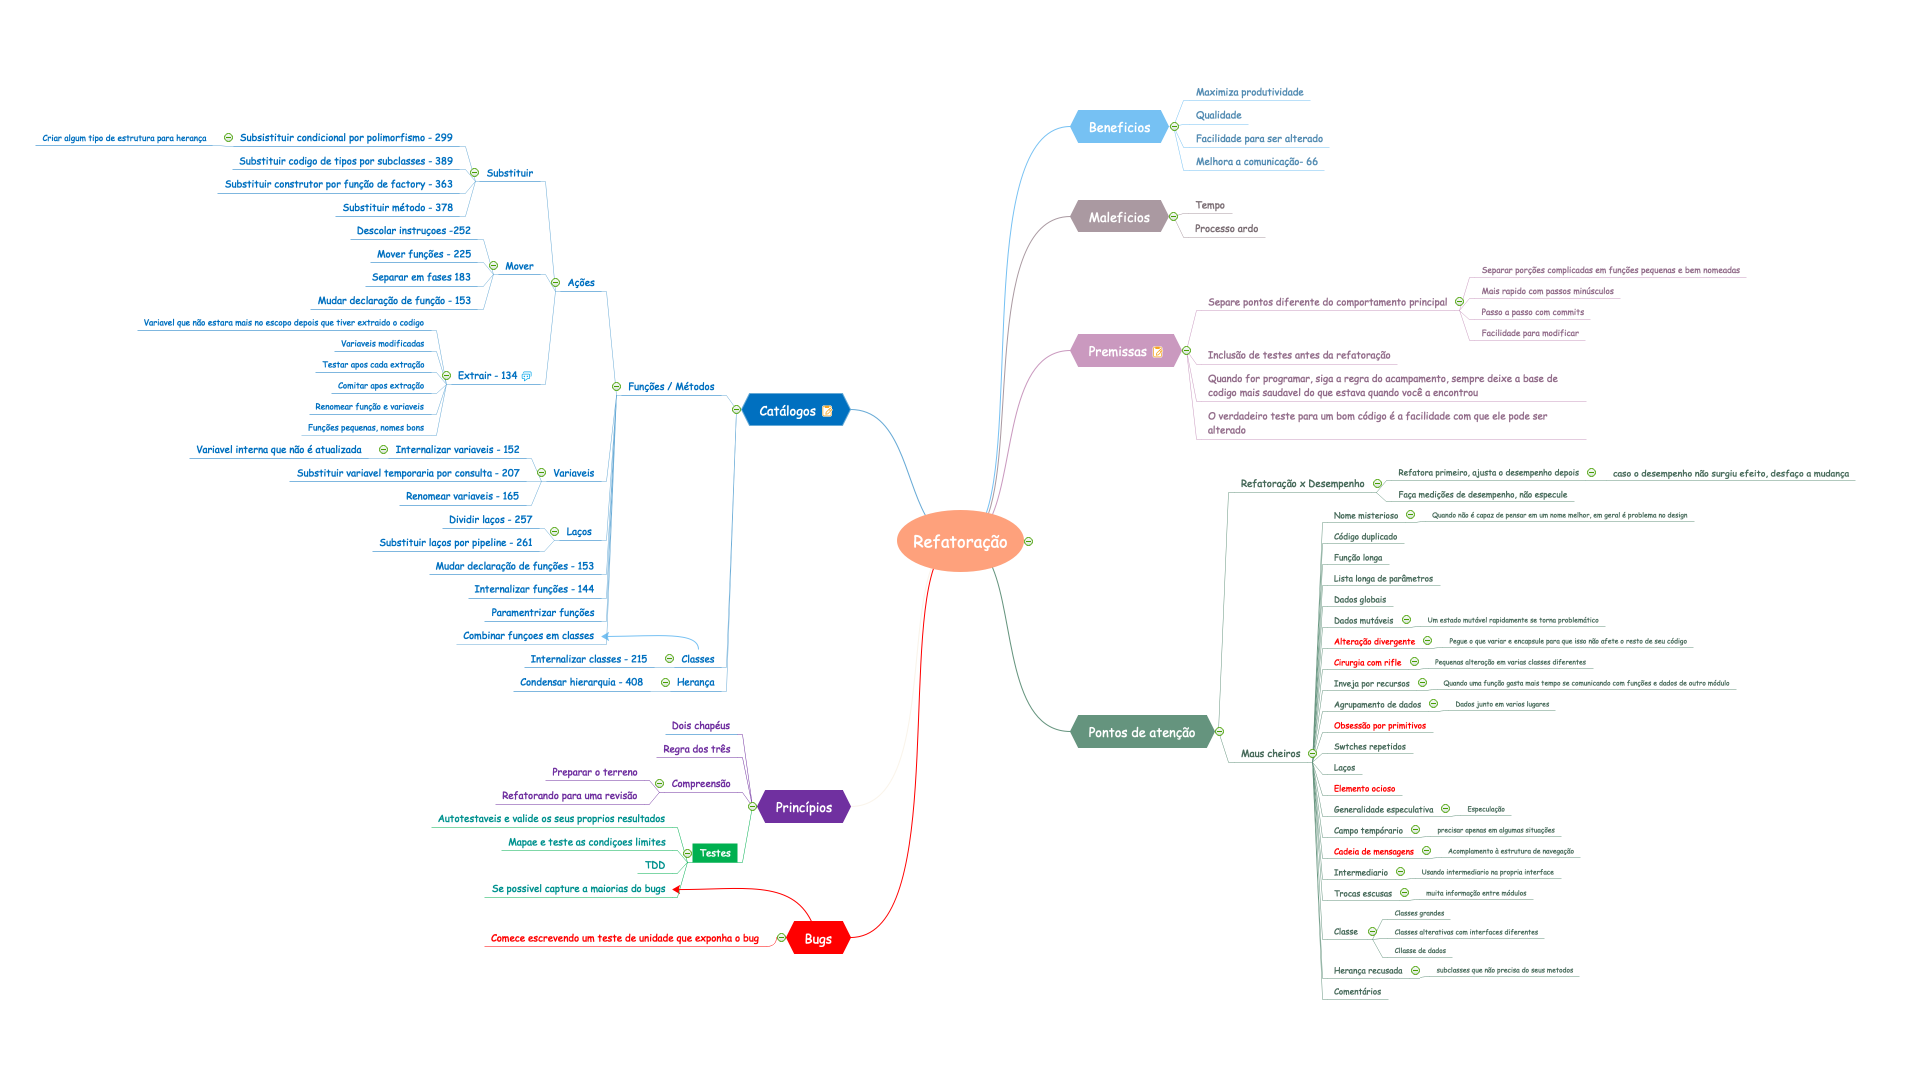 Refatoração
Beneficios
Maximiza produtividade
Qualidade
Facilidade para ser alterado
Melhora a comunicação- 66
Maleficios
Tempo
Processo ardo
Premissas
Separe pontos diferente do comportamento principal
Separar porções complicadas em funções pequenas e bem nomeadas
Mais rapido com passos minúsculos
Passo a passo com commits
Facilidade para modificar
Inclusão de testes antes da refatoração
Quando for programar, siga a regra do acampamento, sempre deixe a base de
codigo mais saudavel do que estava quando você a encontrou
O verdadeiro teste para um bom código é a facilidade com que ele pode ser
alterado
Pontos de atenção
Refatoração x Desempenho
Refatora primeiro, ajusta o desempenho depois
caso o desempenho não surgiu efeito, desfaço a mudança
Faça medições de desempenho, não especule
Maus cheiros
Nome misterioso
Quando não é capaz de pensar em um nome melhor, em geral é problema no design
Código duplicado
Função longa
Lista longa de parâmetros
Dados globais
Dados mutáveis
Um estado mutável rapidamente se torna problemático
Alteração divergente
Pegue o que variar e encapsule para que isso não afete o resto de seu código
Cirurgia com rifle
Pequenas alteração em varias classes diferentes
Inveja por recursos
Quando uma função gasta mais tempo se comunicando com funções e dados de outro módulo
Agrupamento de dados
Dados junto em varios lugares
Obsessão por primitivos
Swtches repetidos
Laços
Elemento ocioso
Generalidade especulativa
Especulação
Campo tempórario
precisar apenas em algumas situações
Cadeia de mensagens
Acomplamento à estrutura de navegação
Intermediario
Usando intermediario na propria interface
Trocas escusas
muita informação entre módulos
Classe
Classes grandes
Classes alterativas com interfaces diferentes
Cllasse de dados
Herança recusada
subclasses que não precisa do seus metodos
Comentários
Catálogos
Funções / Métodos
Ações
Substituir
Subsistituir condicional por polimorfismo - 299
Criar algum tipo de estrutura para herança
Substituir codigo de tipos por subclasses - 389
Substituir construtor por função de factory - 363
Substituir método - 378
Mover
Descolar instruçoes -252
Mover funções - 225
Separar em fases 183
Mudar declaração de função - 153
Extrair - 134
Variavel que não estara mais no escopo depois que tiver extraido o codigo
Variaveis modificadas
Testar apos cada extração
Comitar apos extração
Renomear função e variaveis
Funções pequenas, nomes bons
Variaveis
Internalizar variaveis - 152
Variavel interna que não é atualizada
Substituir variavel temporaria por consulta - 207
Renomear variaveis - 165
Laços
Dividir laços - 257
Substituir laços por pipeline - 261
Mudar declaração de funções - 153
Internalizar funções - 144
Paramentrizar funções
Combinar funçoes em classes
Classes
Internalizar classes - 215
Herança
Condensar hierarquia - 408
Princípios
Dois chapéus
Regra dos três
Compreensão
Preparar o terreno
Refatorando para uma revisão
Testes
Autotestaveis e valide os seus proprios resultados
Mapae e teste as condiçoes limites
TDD
Se possivel capture a maiorias do bugs
Bugs
Comece escrevendo um teste de unidade que exponha o bug